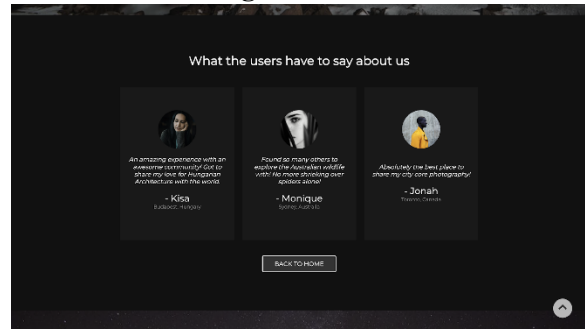 What the users have to say about us
An amazing experience with an
awesome community! Got to
share my love for Hungarian
Architecture with the world.
- Kisa
Budapest, Hungary
Found so many others to
explore the Australian wildlife
with! No more shrieking over
spiders alone!
- Monique
Sydney, Australia
Absolutely the best place to
share my city core photography!
- Jonah
Toronto, Canada
BACK TO HOME